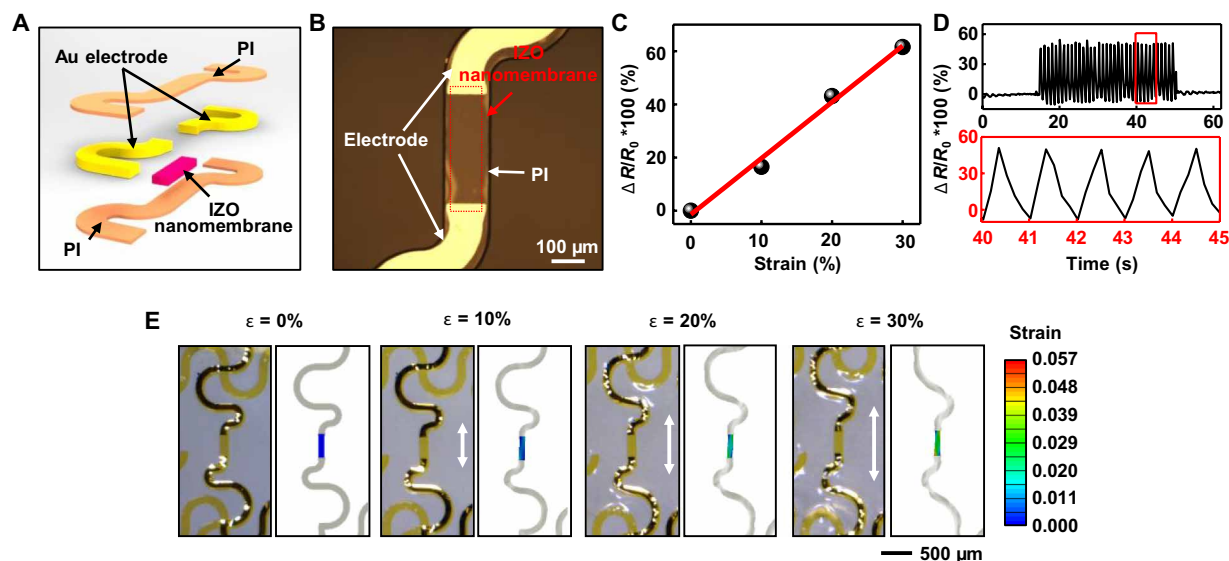 A
PI
Au electrode
IZO
nanomembrane
PI
B
IZO
nanomembrane
Electrode
PI
100 µm
C
Δ R/R0 *100 (%)
60
40
20
0
0 10 20 30
Strain (%)
D
Δ R/R0 *100 (%)
60
30
0
0 20 40 60
60
30
0
40 41 42 43 44 45
Time (s)
E
ε = 0% ε = 10% ε = 20% ε = 30%
Strain
0.057
0.048
0.039
0.030
0.020
0.011
0.000
500 µm